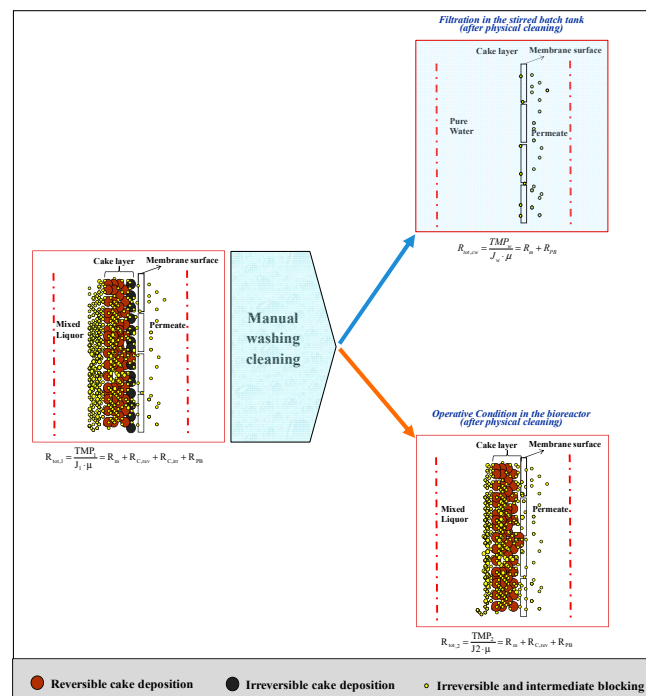 Filtration in the stirred batch tank
(after physical cleaning)
Cake layer
Membrane surface
Pure
Water
Permeate
R_tot,cw = TMP_w / J_w · μ = R_m + R_PB
Cake layer
Membrane surface
Mixed
Liquor
Permeate
R_tot,1 = TMP_1 / J_1 · μ = R_m + R_C,rev + R_C,irr + R_PB
Manual
washing
cleaning
Operative Condition in the bioreactor
(after physical cleaning)
Cake layer
Membrane surface
Mixed
Liquor
Permeate
R_tot,2 = TMP_2 / J2 · μ = R_m + R_C,rev + R_PB
Reversible cake deposition
Irreversible cake deposition
Irreversible and intermediate blocking